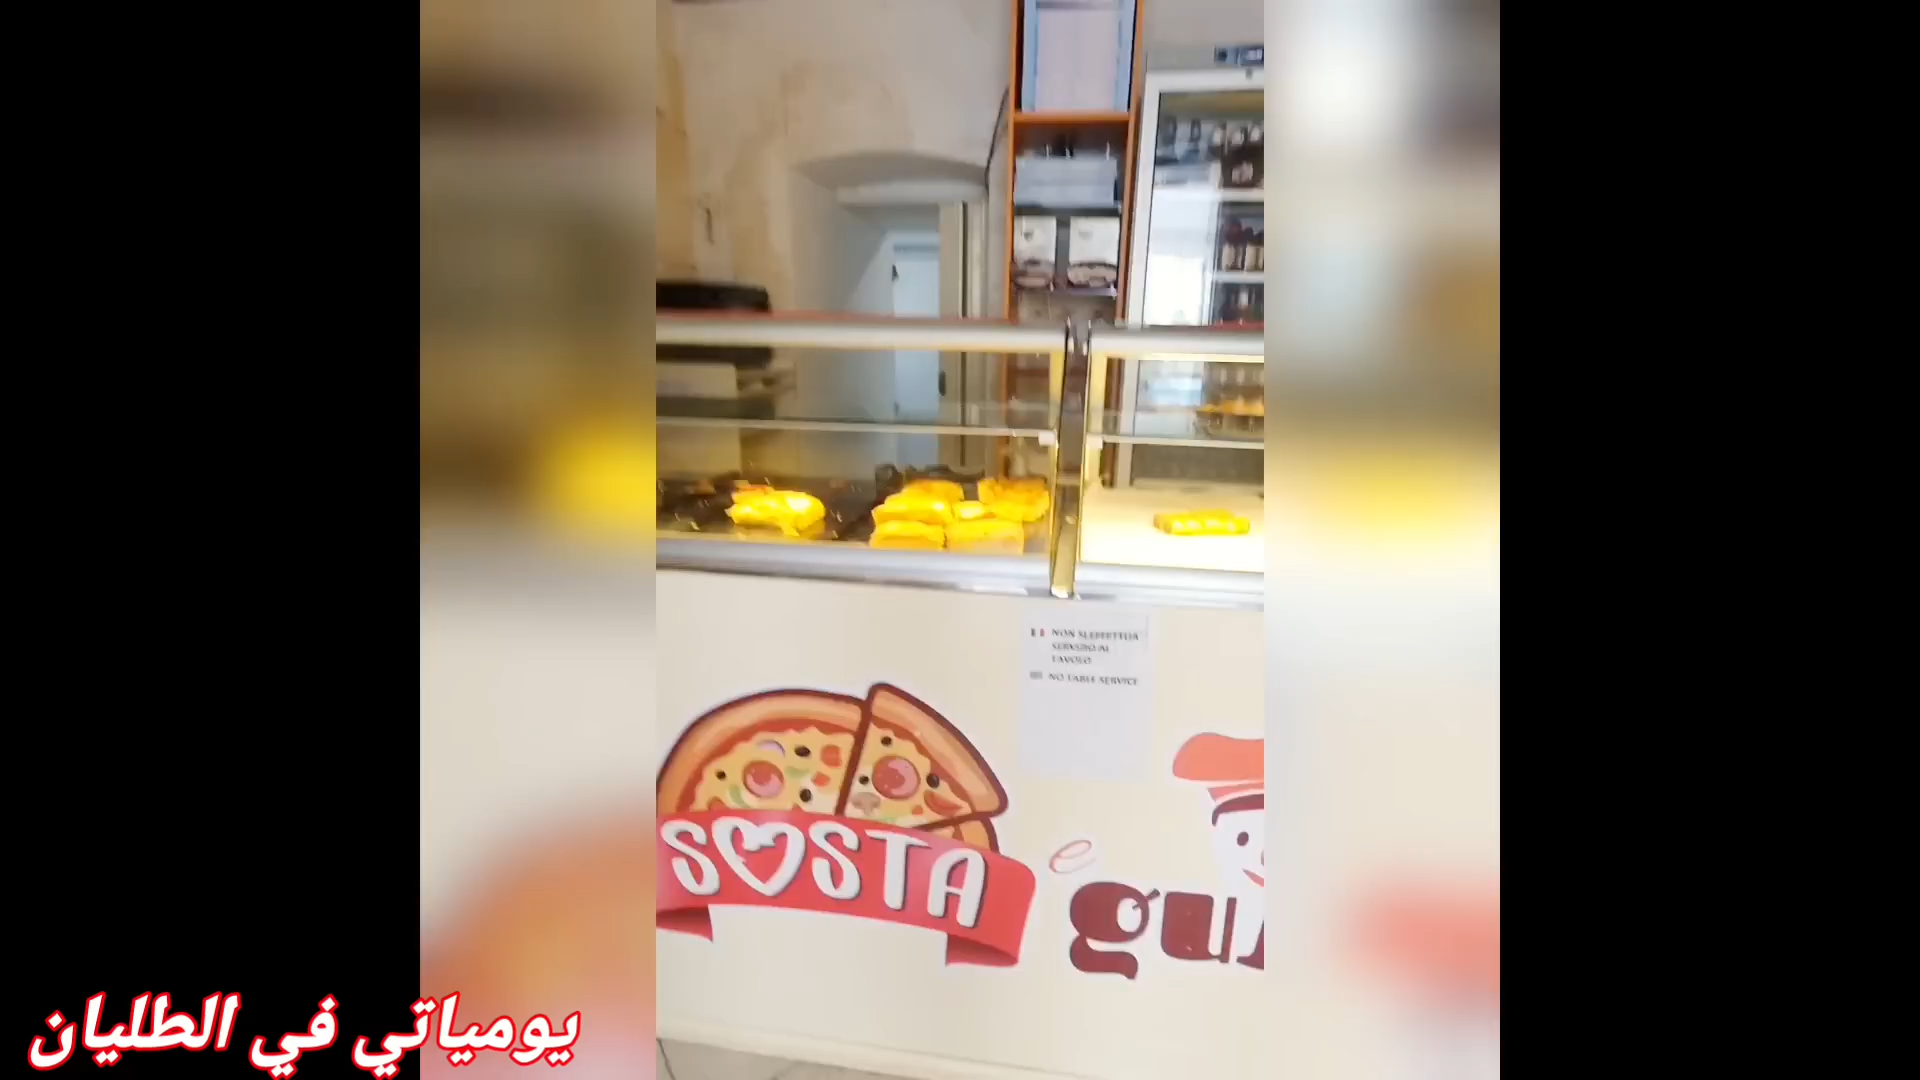 NON SI EFFETTUA
SERVIZIO AL
TAVOLO
NO TABLE SERVICE
SOSTA
è
gu
يومياتي في الطليان